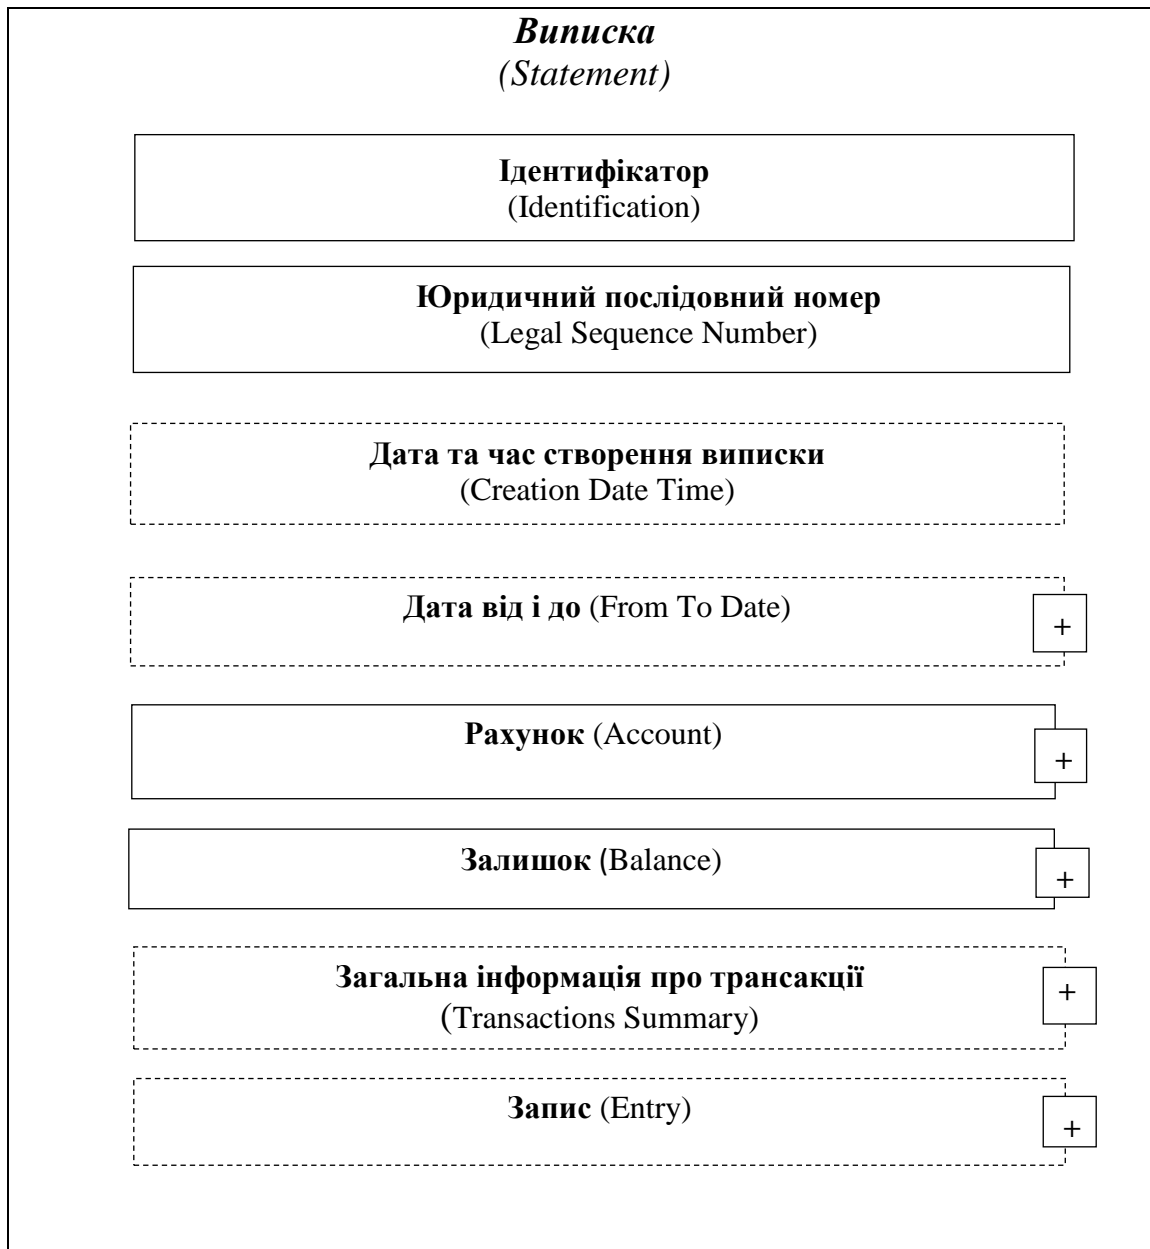 Виписка
(Statement)
Ідентифікатор
(Identification)
Юридичний послідовний номер
(Legal Sequence Number)
Дата та час створення виписки
(Creation Date Time)
Дата від і до (From To Date)
+
Рахунок (Account)
+
Залишок (Balance)
+
Загальна інформація про трансакції
(Transactions Summary)
+
Запис (Entry)
+